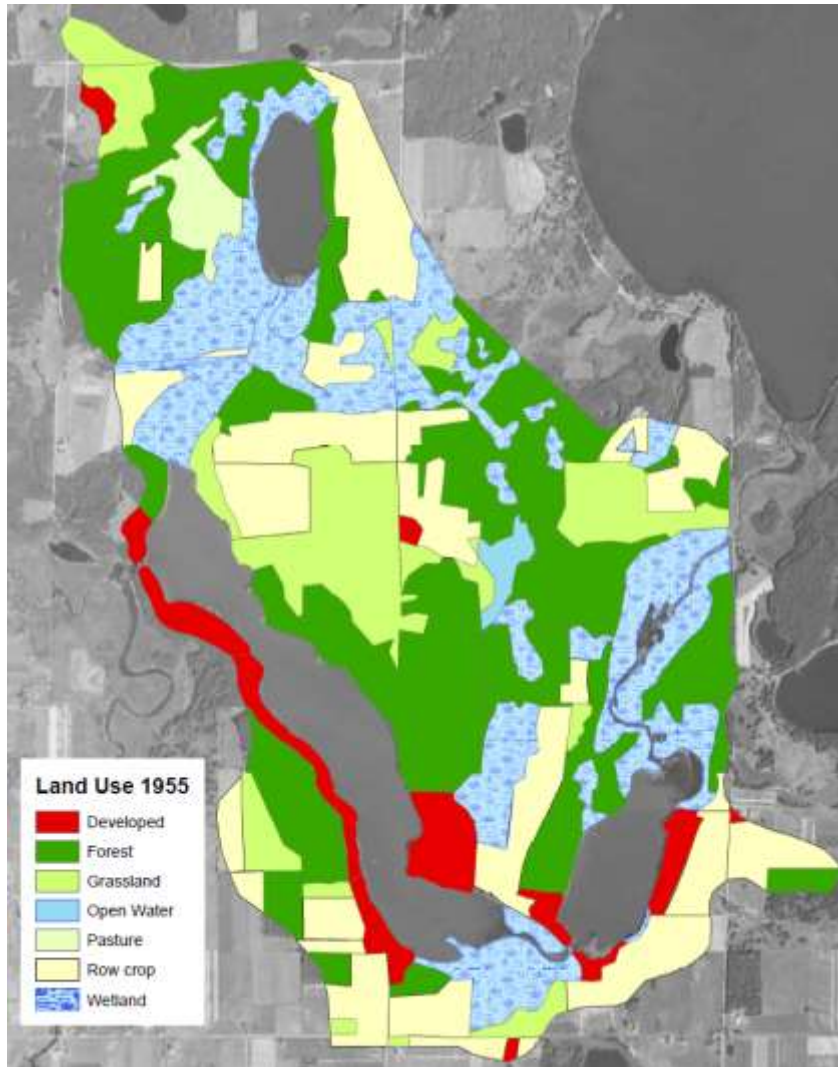 Land Use 1955
Developed
Forest
Grassland
Open Water
Pasture
Row crop
Wetland